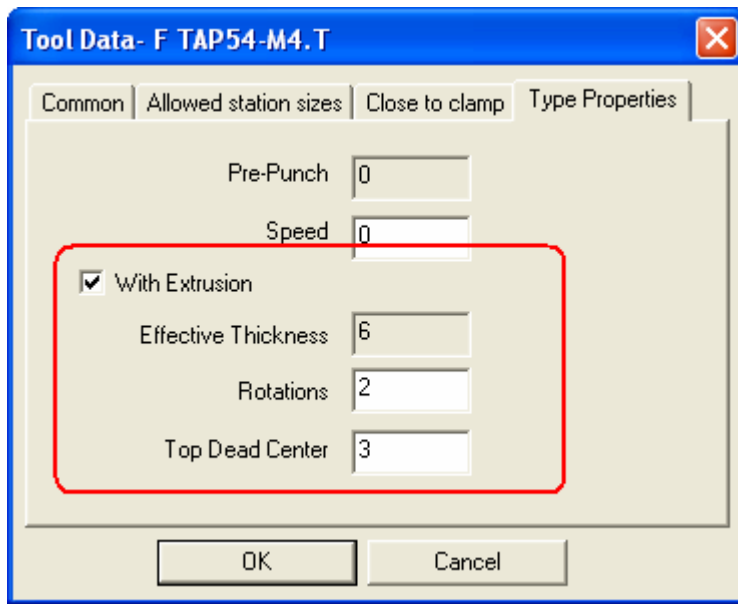 Tool Data- F TAP54-M4.T
Common Allowed station sizes Close to clamp Type Properties
Pre-Punch 0
Speed 0
With Extrusion
Effective Thickness 6
Rotations 2
Top Dead Center 3
OK Cancel